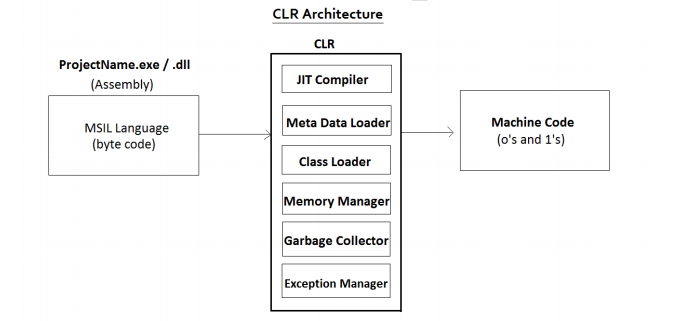 CLR Architecture
CLR
ProjectName.exe / .dll
(Assembly)
MSIL Language
(byte code)
JIT Compiler
Meta Data Loader
Class Loader
Memory Manager
Garbage Collector
Exception Manager
Machine Code
(o's and 1's)